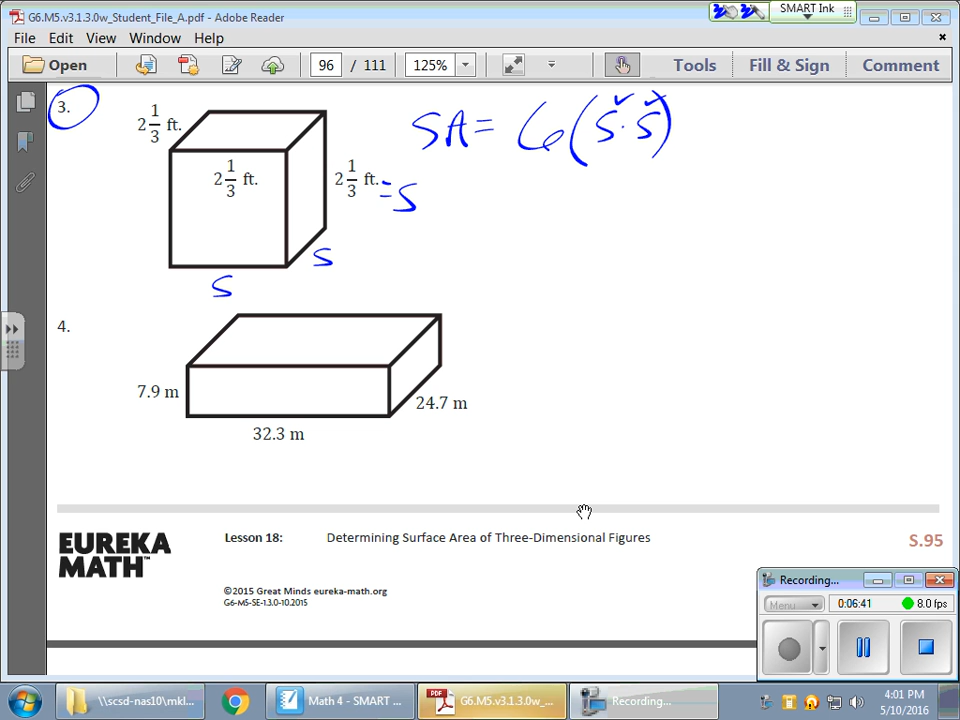 G6.M5.v3.1.3.0w_Student_File_A.pdf - Adobe Reader
SMART Ink
File Edit View Window Help
Open 96 / 111 125% Tools Fill & Sign Comment
3.
2 1/3 ft.
2 1/3 ft.
2 1/3 ft.
= S
S
S
SA = 6(S · S)
4.
7.9 m
24.7 m
32.3 m
EUREKA
MATH™
Lesson 18: Determining Surface Area of Three-Dimensional Figures
S.95
©2015 Great Minds eureka-math.org
G6-M5-SE-1.3.0-10.2015
Recording...
Menu 0:06:41 8.0 fps
\\scsd-nas10\mkl... Math 4 - SMART ... G6.M5.v3.1.3.0w_... Recording...
4:01 PM
5/10/2016